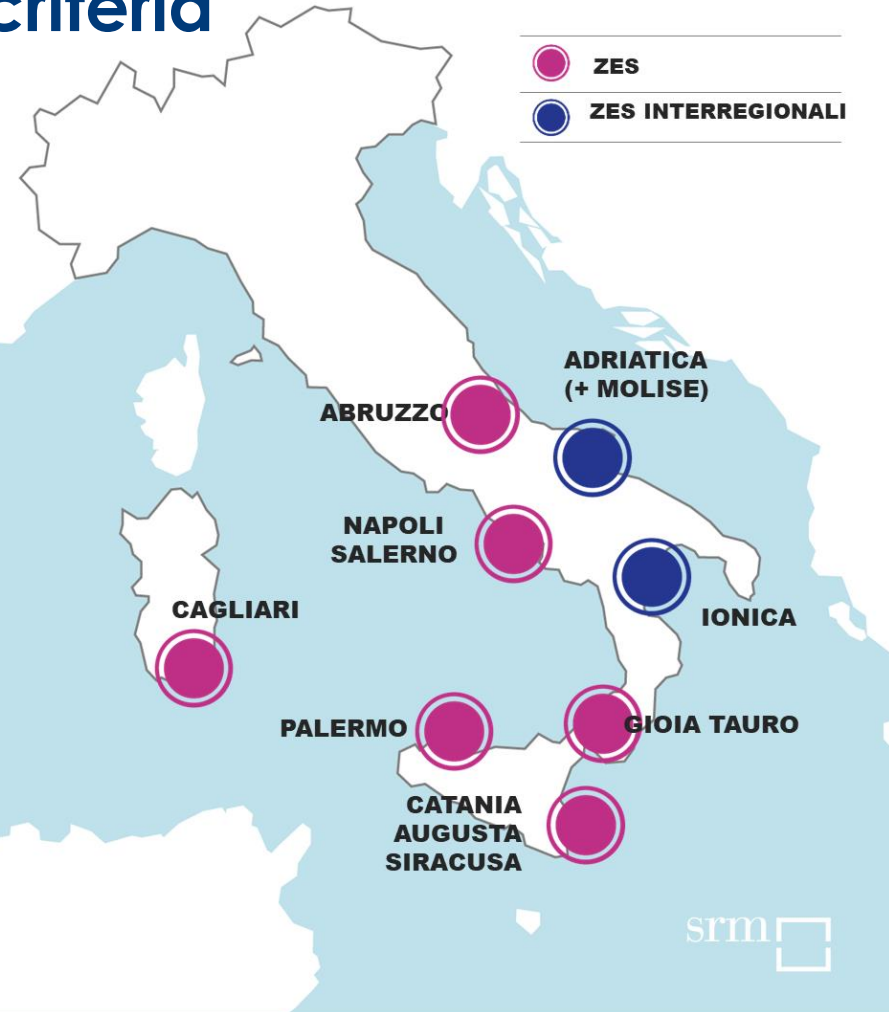 criteria
ZES
ZES INTERREGIONALI
ADRIATICA
(+ MOLISE)
ABRUZZO
NAPOLI
SALERNO
CAGLIARI
IONICA
PALERMO
GIOIA TAURO
CATANIA
AUGUSTA
SIRACUSA
srm